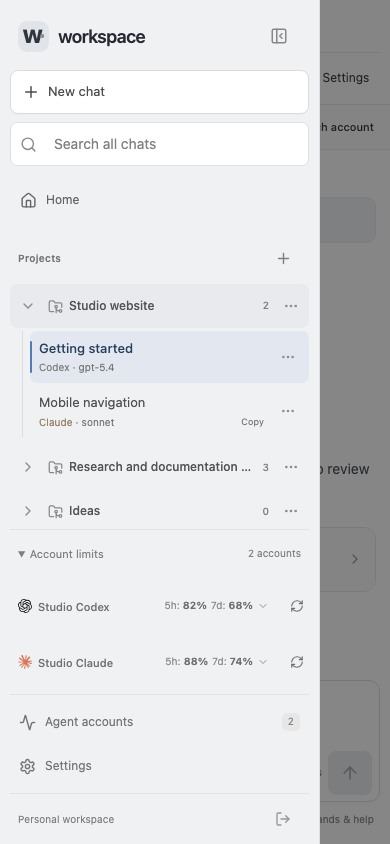 W workspace
New chat
Search all chats
Settings
h account
Home
Projects
Studio website 2
Getting started
Codex · gpt-5.4
Mobile navigation
Claude · sonnet Copy
Research and documentation ... 3
review
Ideas 0
Account limits 2 accounts
Studio Codex 5h: 82% 7d: 68%
Studio Claude 5h: 88% 7d: 74%
Agent accounts 2
Settings
Personal workspace
ands & help